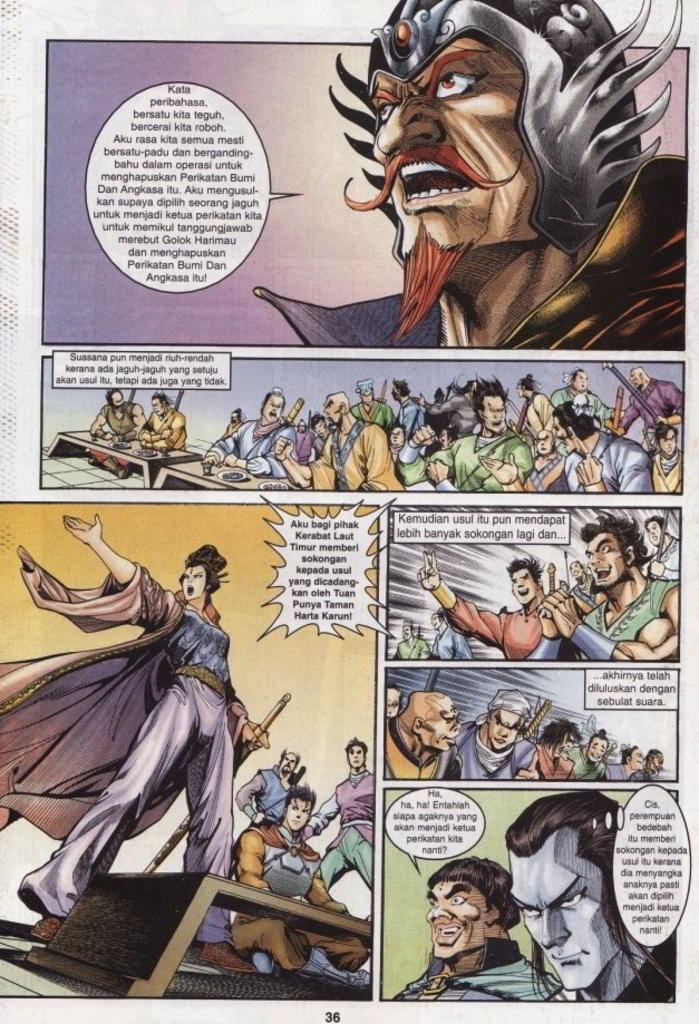 Kata
peribahasa,
bersatu kita teguh,
bercerai kita roboh.
Aku rasa kita semua mesti
bersatu-padu dan berganding-
bahu dalam operasi untuk
menghapuskan Perikatan Bumi
Dan Angkasa itu. Aku mengusul-
kan supaya dipilih seorang jaguh
untuk menjadi ketua perikatan kita
untuk memikul tanggungjawab
merebut Golok Harimau
dan menghapuskan
Perikatan Bumi Dan
Angkasa itu!
Suasana pun menjadi riuh-rendah
kerana ada jaguh-jaguh yang setuju
akan usul itu, tetapi ada juga yang tidak.
Aku bagi pihak
Kerabat Laut
Timur memberi
sokongan
kepada usul
yang dicadang-
kan oleh Tuan
Punya Taman
Harta Karun!
Kemudian usul itu pun mendapat
lebih banyak sokongan lagi dan...
...akhirnya telah
diluluskan dengan
sebulat suara.
Ha,
ha, ha! Entahlah
siapa agaknya yang
akan menjadi ketua
perikatan kita
nanti?
Cis,
perempuan
bedebah
itu memberi
sokongan kepada
usul itu kerana
dia menyangka
anaknya pasti
akan dipilih
menjadi ketua
perikatan
nanti!
36